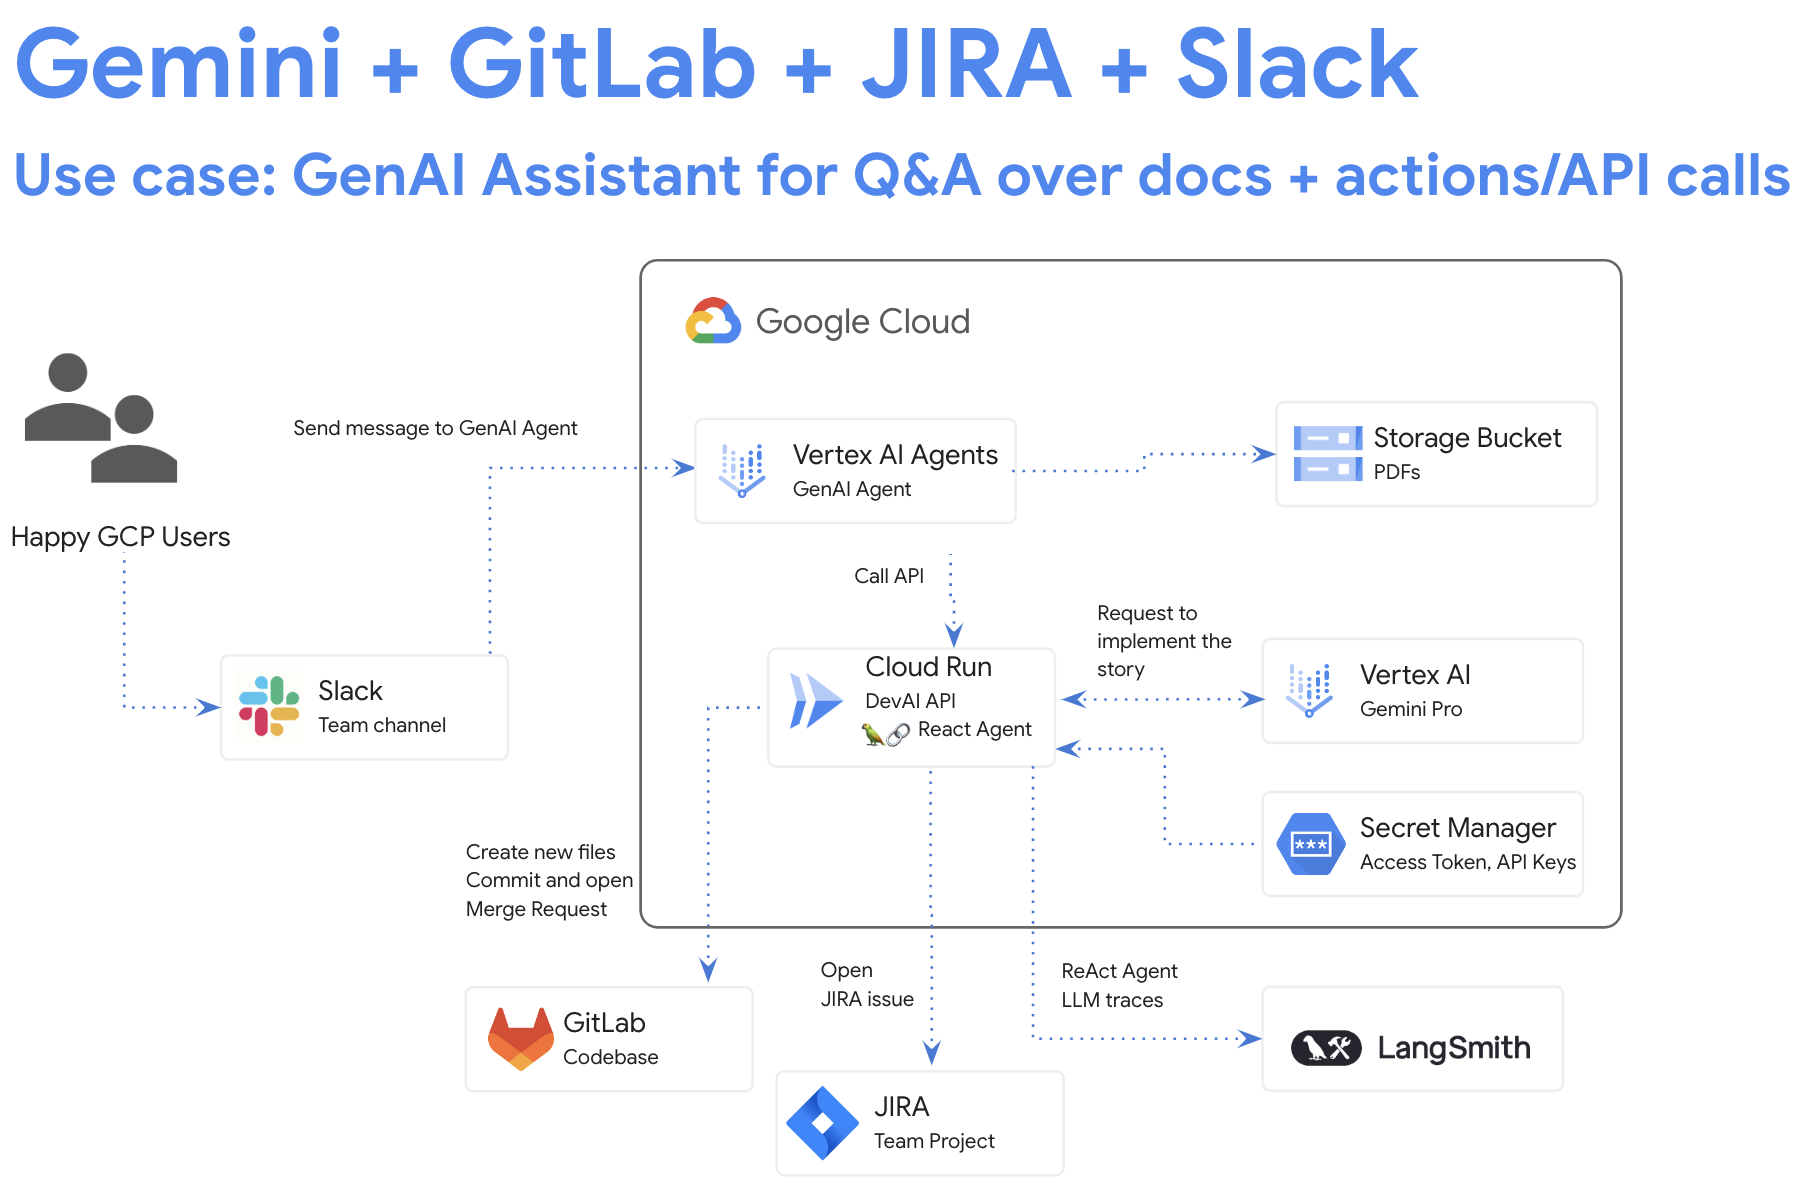 Gemini + GitLab + JIRA + Slack
Use case: GenAI Assistant for Q&A over docs + actions/API calls
Google Cloud
Happy GCP Users
Send message to GenAI Agent
Vertex AI Agents
GenAI Agent
Storage Bucket
PDFs
Call API
Request to
implement the
story
Slack
Team channel
Cloud Run
DevAI API
React Agent
Vertex AI
Gemini Pro
***
Secret Manager
Access Token, API Keys
Create new files
Commit and open
Merge Request
Open
JIRA issue
ReAct Agent
LLM traces
GitLab
Codebase
LangSmith
JIRA
Team Project